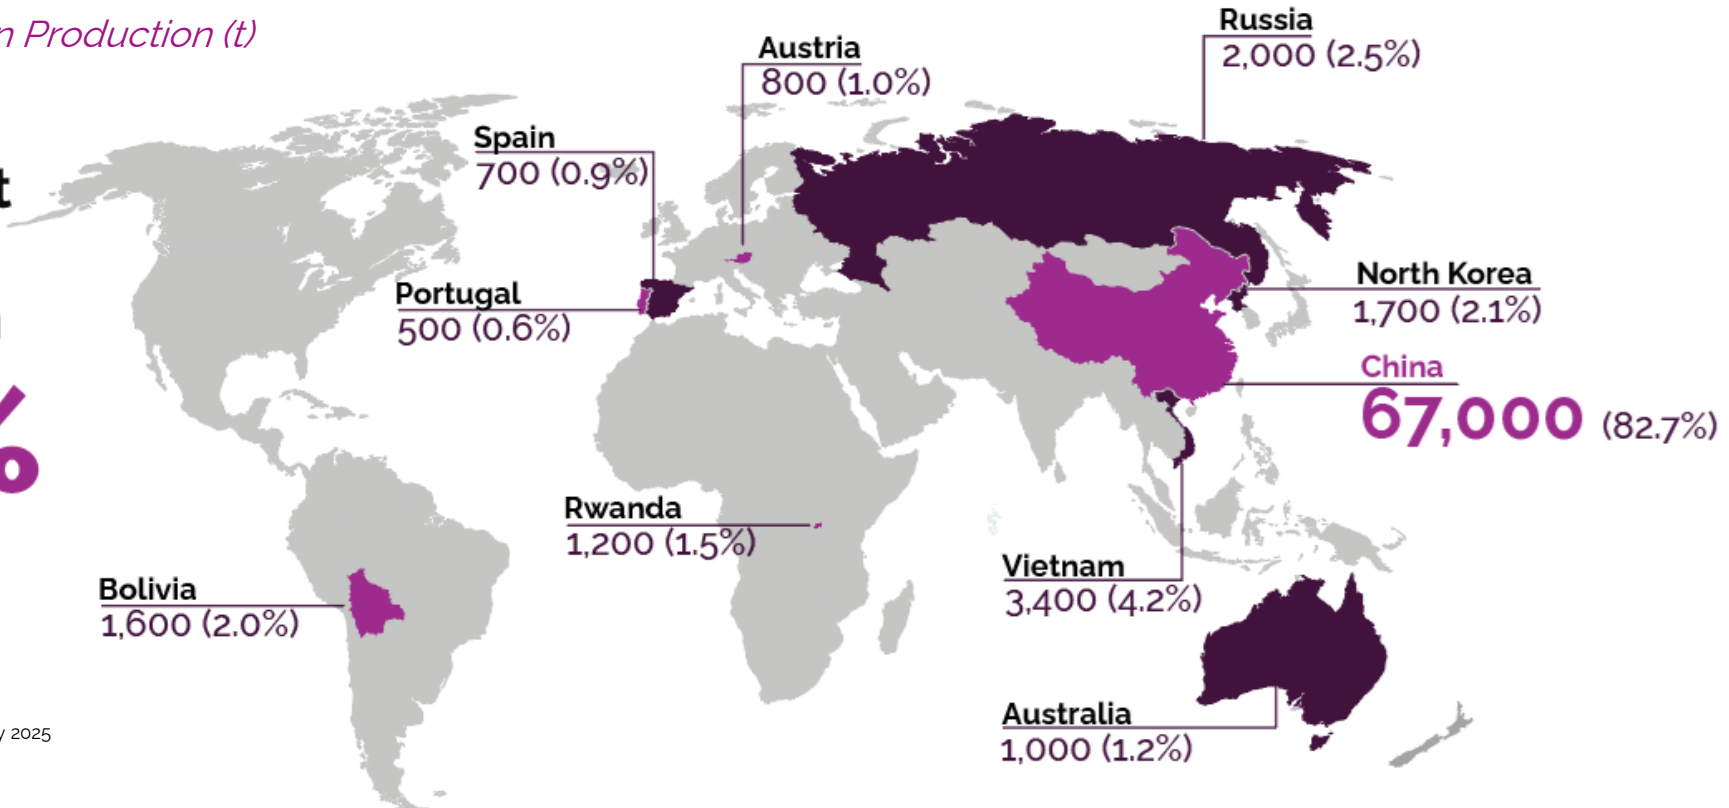 Production (t)
Russia
2,000 (2.5%)
Austria
800 (1.0%)
Spain
700 (0.9%)
Portugal
500 (0.6%)
North Korea
1,700 (2.1%)
China
67,000 (82.7%)
%
Rwanda
1,200 (1.5%)
Vietnam
3,400 (4.2%)
Bolivia
1,600 (2.0%)
Australia
1,000 (1.2%)
2025